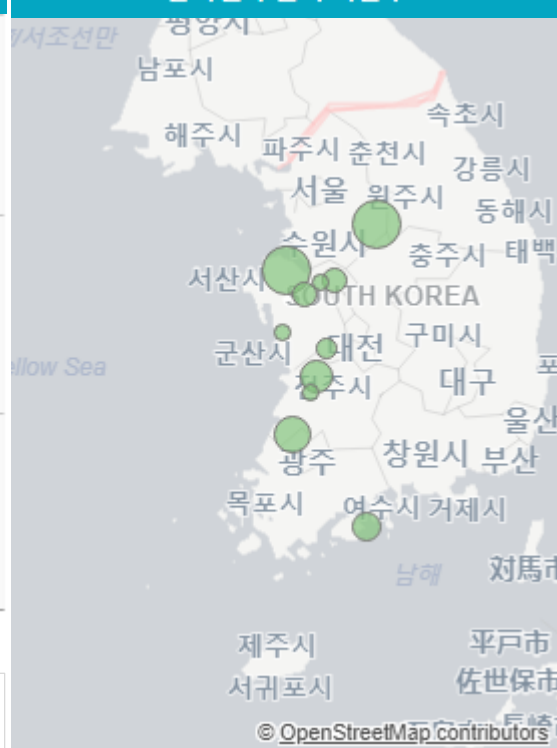 평양시
서조선만
남포시
속초시
해주시
파주시
춘천시
강릉시
서울
원주시
동해시
수원시
충주시
태백
서산시
SOUTH KOREA
구미시
군산시
대전
ellow Sea
포
전주시
대구
울산
광주
창원시
부산
목포시
여수시
거제시
남해
対馬市
제주시
平戸市
서귀포시
佐世保市
長崎
© OpenStreetMap contributors